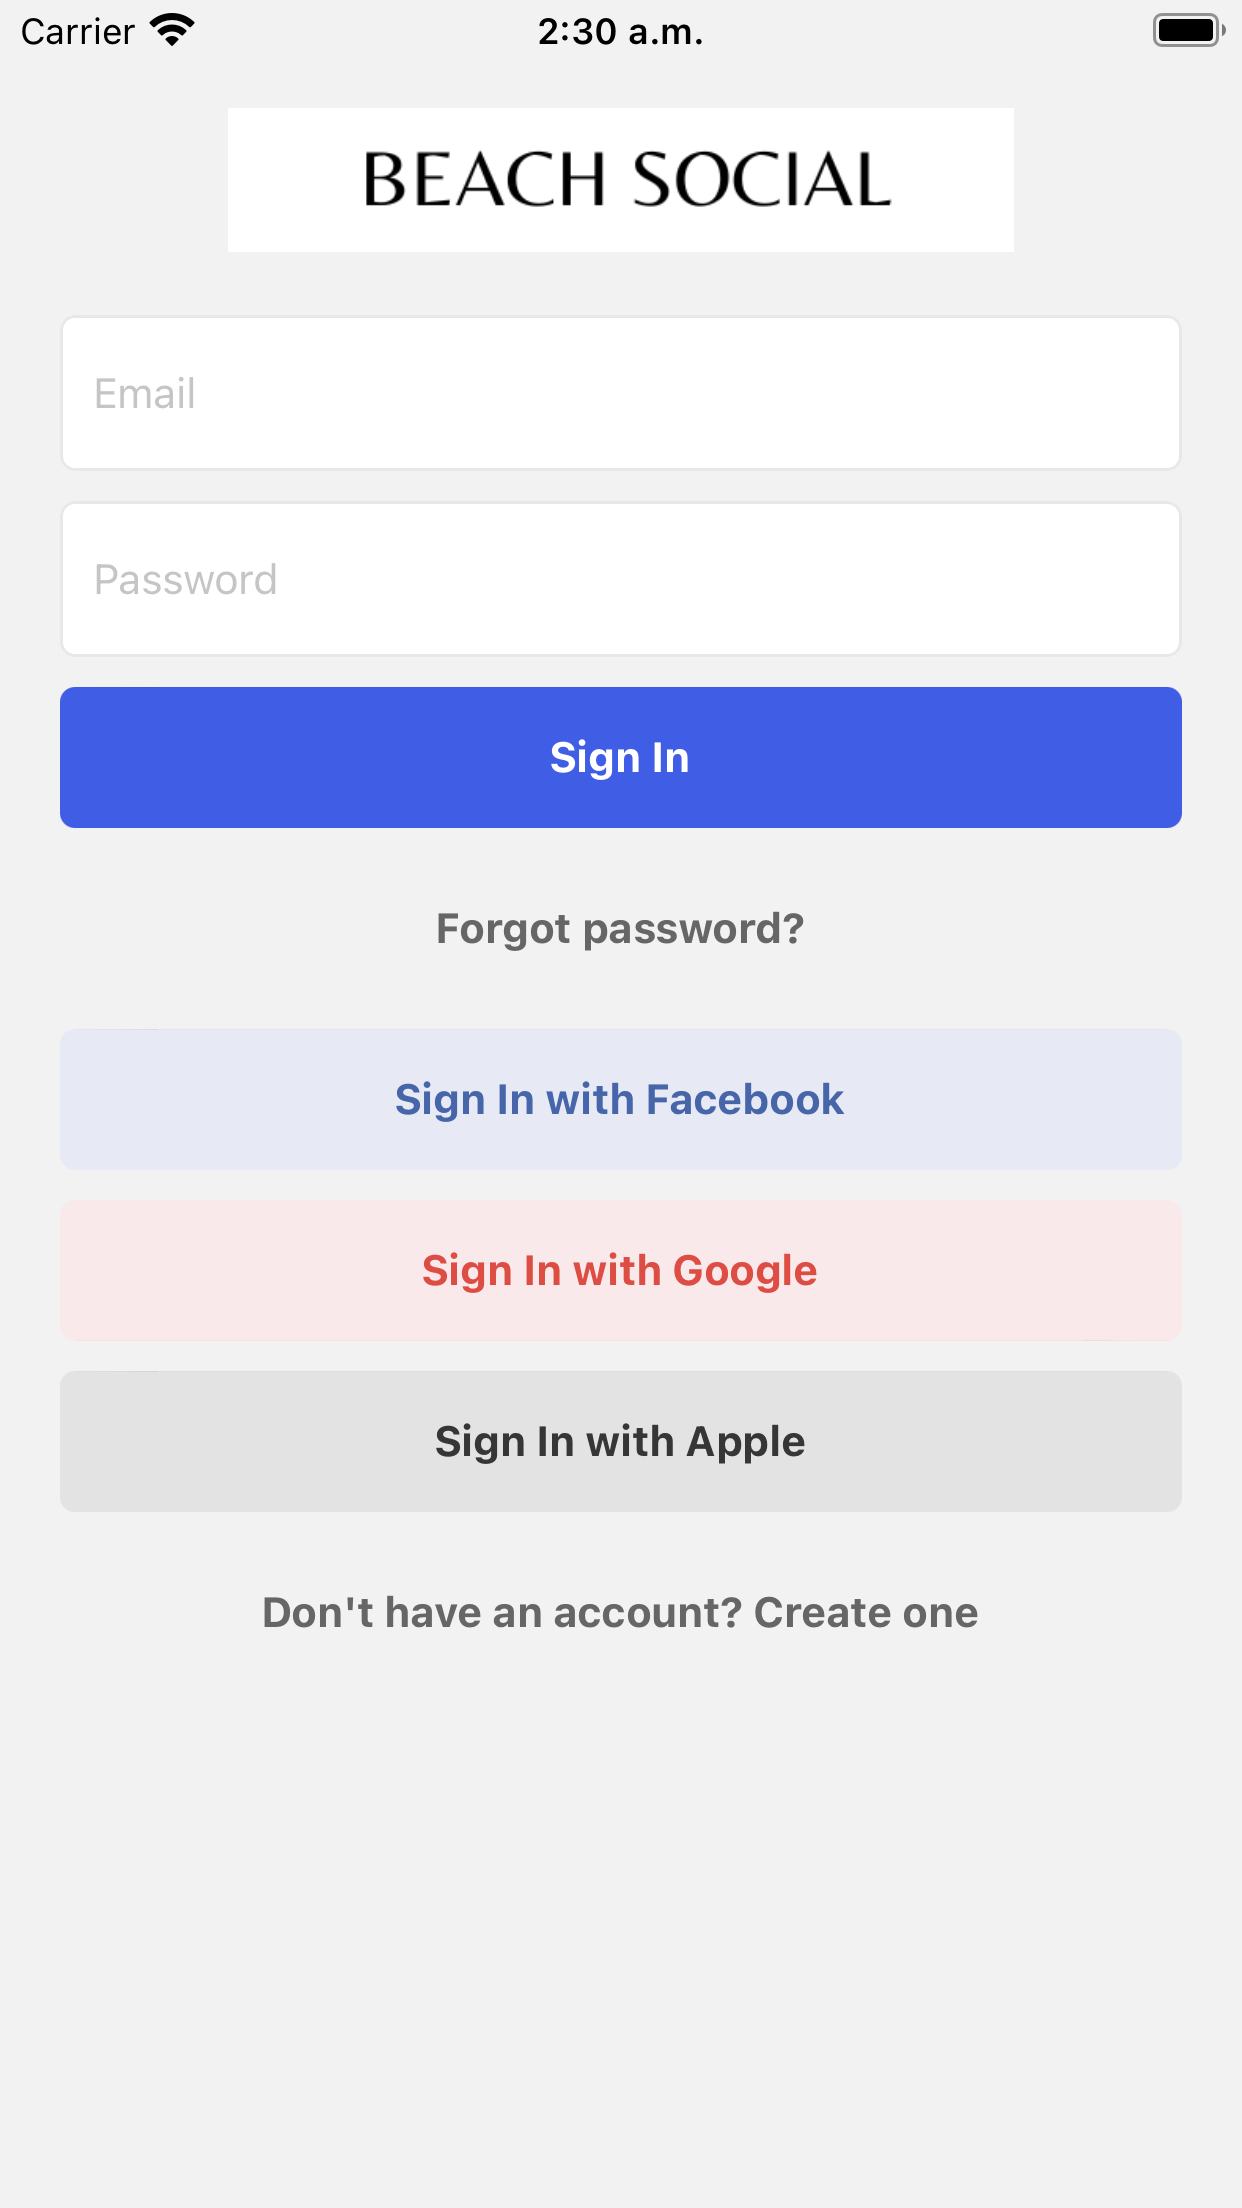 Carrier 2:30 a.m.
BEACH SOCIAL
Email
Password
Sign In
Forgot password?
Sign In with Facebook
Sign In with Google
Sign In with Apple
Don't have an account? Create one